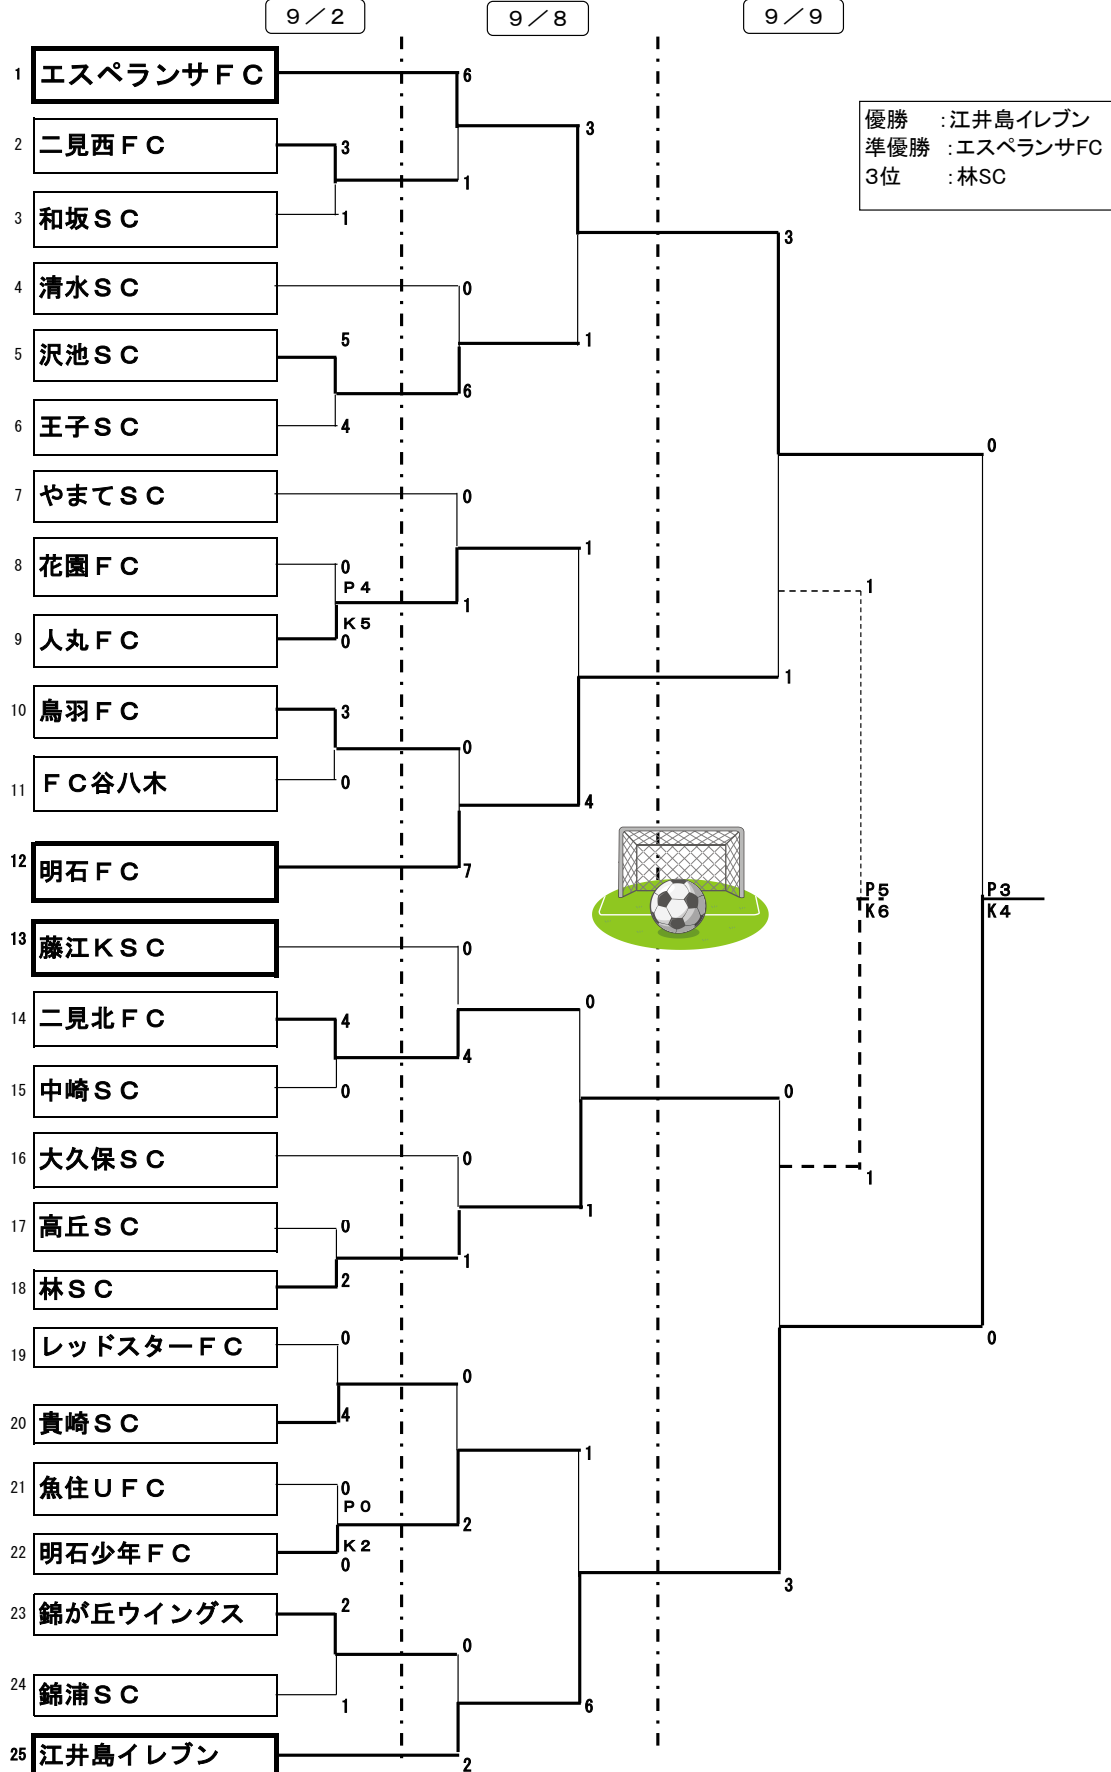 ９／２
９／８
９／９
優勝　：江井島イレブン
準優勝　：エスペランサFC
3位　　：林SC
1 エスペランサＦＣ 6
3
2 二見西ＦＣ 3
1
3 和坂ＳＣ 1
3
4 清水ＳＣ 0
1
5 沢池ＳＣ 5
6
6 王子ＳＣ 4
0
7 やまてＳＣ 0
1
8 花園ＦＣ 0
Ｐ４
1
1
9 人丸ＦＣ Ｋ５
0
1
10 鳥羽ＦＣ 3
0
11 ＦＣ谷八木 0
4
12 明石ＦＣ 7
P5
K6
P3
K4
13 藤江ＫＳＣ 0
0
14 二見北ＦＣ 4
4
15 中崎ＳＣ 0
0
16 大久保ＳＣ 0
1
1
17 高丘ＳＣ 0
1
18 林ＳＣ 2
19 レッドスターＦＣ 0
0
0
20 貴崎ＳＣ 4
1
21 魚住ＵＦＣ 0
Ｐ０
2
22 明石少年ＦＣ Ｋ２
0
3
23 錦が丘ウイングス 2
0
24 錦浦ＳＣ 1
6
25 江井島イレブン 2